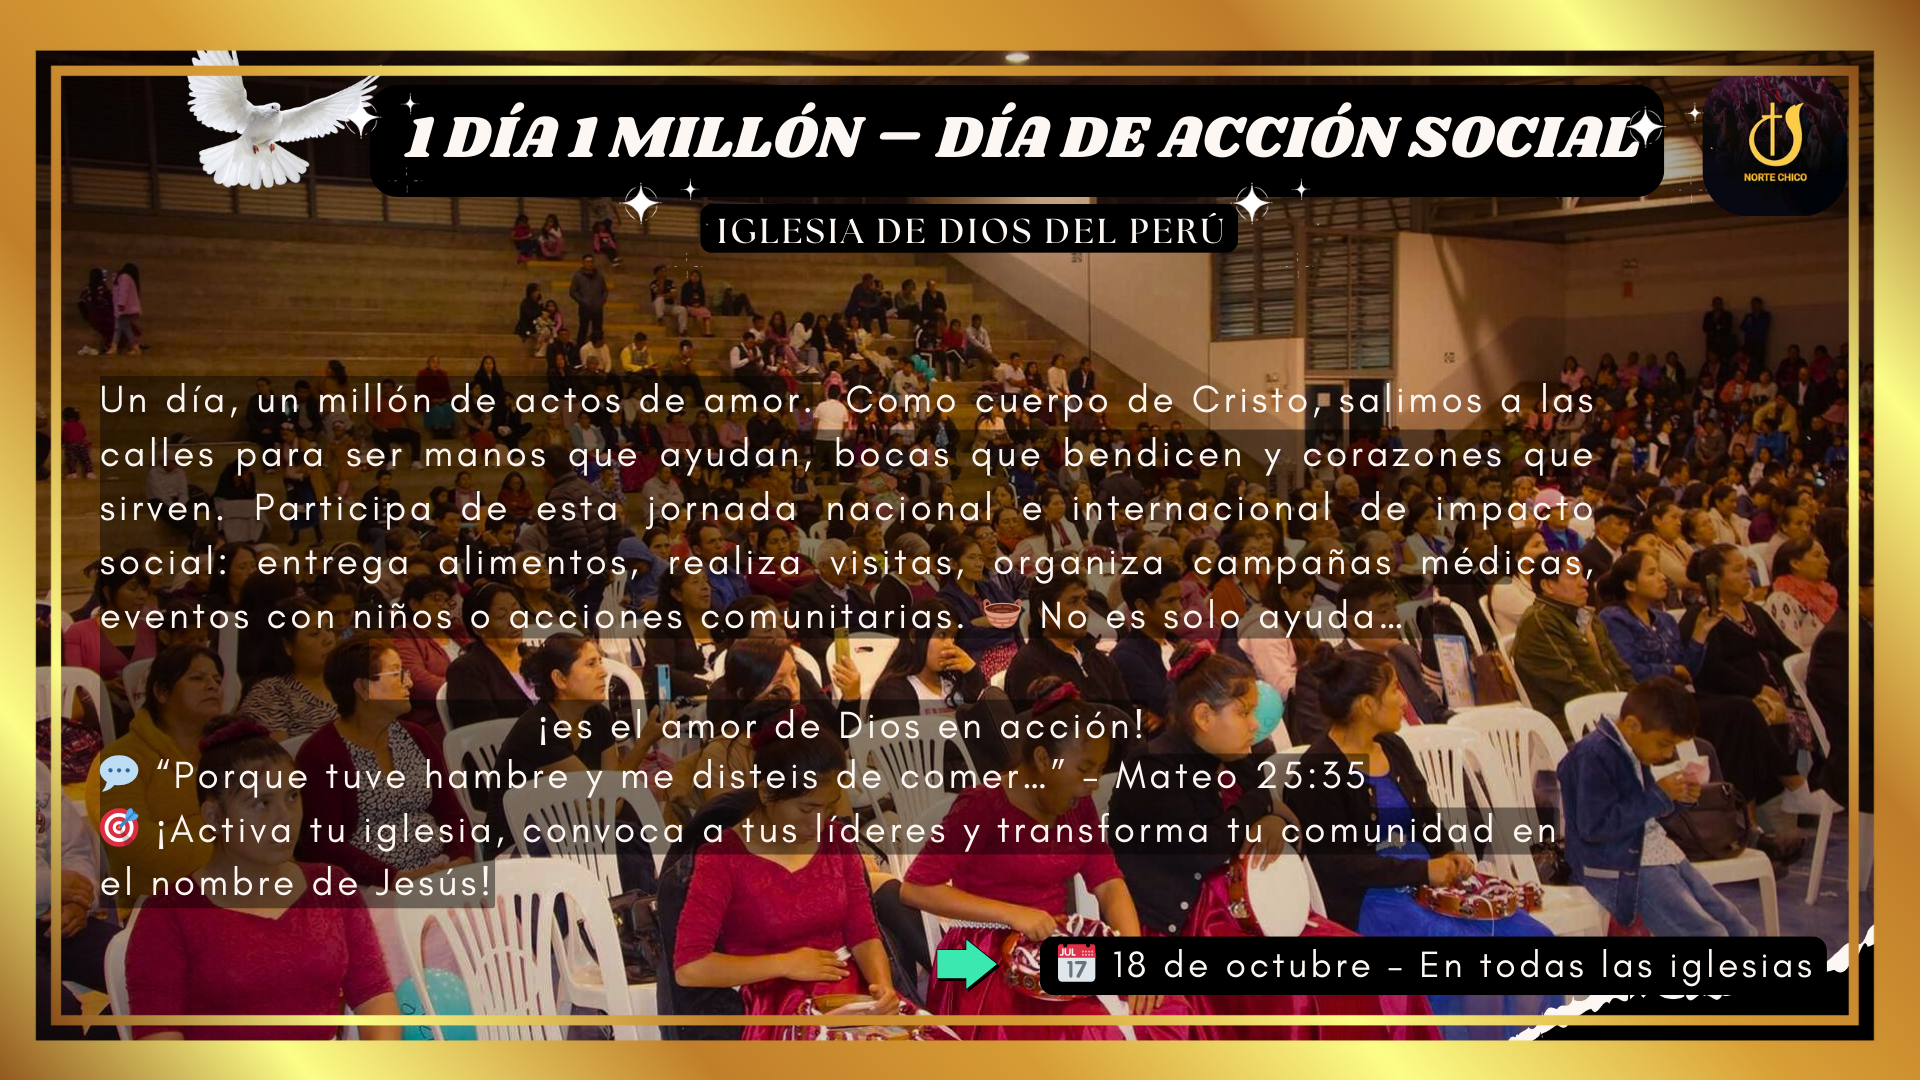 1 DÍA 1 MILLÓN – DÍA DE ACCIÓN SOCIAL
NORTE CHICO
IGLESIA DE DIOS DEL PERÚ
Un día, un millón de actos de amor. Como cuerpo de Cristo, salimos a las
calles para ser manos que ayudan, bocas que bendicen y corazones que
sirven. Participa de esta jornada nacional e internacional de impacto
social: entrega alimentos, realiza visitas, organiza campañas médicas,
eventos con niños o acciones comunitarias. No es solo ayuda…
¡es el amor de Dios en acción!
💬 “Porque tuve hambre y me disteis de comer…” – Mateo 25:35
🎯 ¡Activa tu iglesia, convoca a tus líderes y transforma tu comunidad en
el nombre de Jesús!
📅 18 de octubre – En todas las iglesias